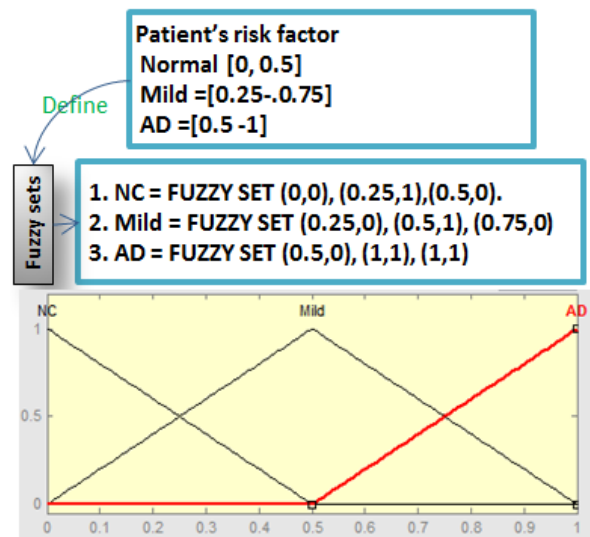 Patient's risk factor
Normal [0, 0.5]
Mild =[0.25-.0.75]
AD =[0.5 -1]
Define
Fuzzy sets
1. NC = FUZZY SET (0,0), (0.25,1),(0.5,0).
2. Mild = FUZZY SET (0.25,0), (0.5,1), (0.75,0)
3. AD = FUZZY SET (0.5,0), (1,1), (1,1)
NC Mild AD
1
0.5
0
0 0.1 0.2 0.3 0.4 0.5 0.6 0.7 0.8 0.9 1